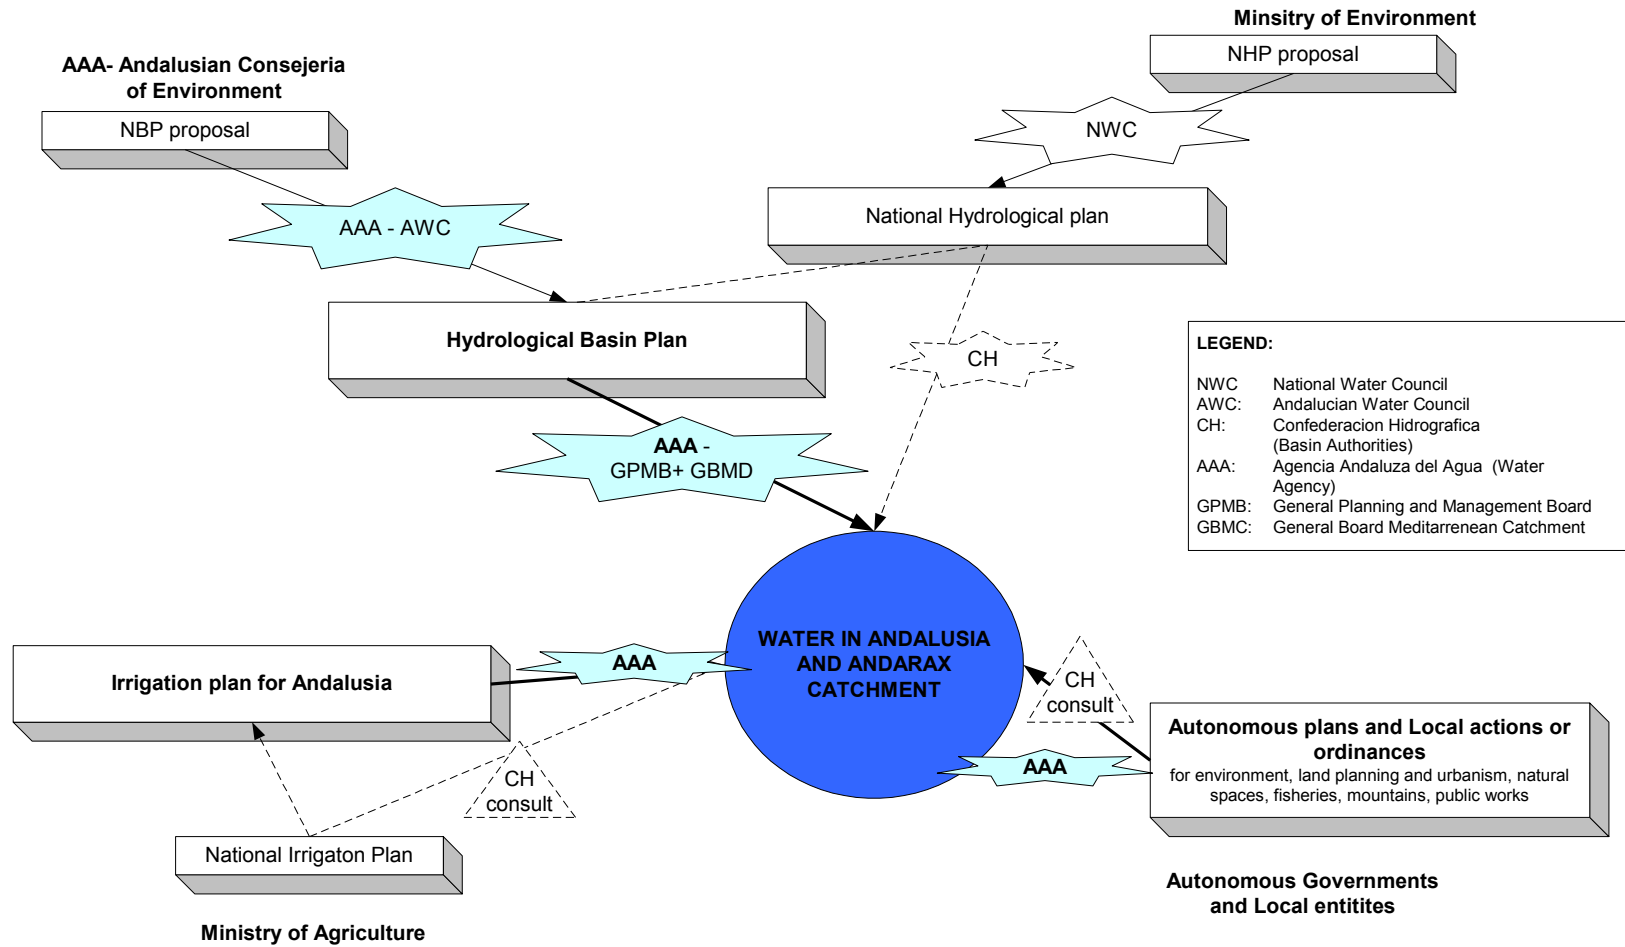 Minsitry of Environment
NHP proposal
AAA- Andalusian Consejeria
of Environment
NBP proposal
NWC
AAA - AWC
National Hydrological plan
Hydrological Basin Plan
CH
AAA -
GPMB+ GBMD
LEGEND:
NWC National Water Council
AWC: Andalucian Water Council
CH: Confederacion Hidrografica
(Basin Authorities)
AAA: Agencia Andaluza del Agua (Water
Agency)
GPMB: General Planning and Management Board
GBMC: General Board Meditarrenean Catchment
WATER IN ANDALUSIA
AND ANDARAX
CATCHMENT
AAA
Irrigation plan for Andalusia
CH
consult
CH
consult
AAA
Autonomous plans and Local actions or
ordinances
for environment, land planning and urbanism, natural
spaces, fisheries, mountains, public works
National Irrigaton Plan
Ministry of Agriculture
Autonomous Governments
and Local entitites